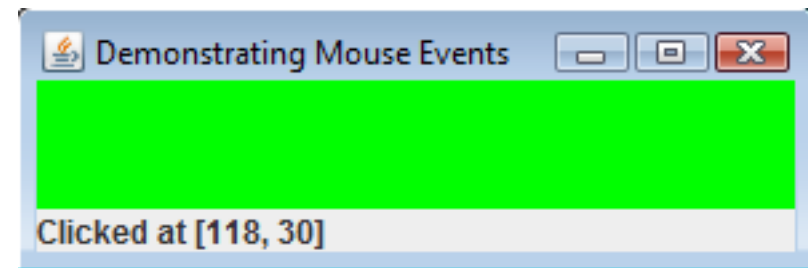 Demonstrating Mouse Events
Clicked at [118, 30]